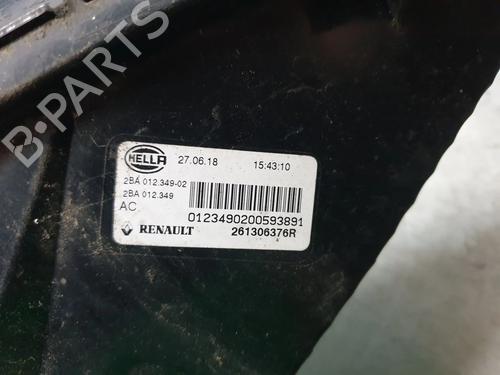 B-PARTS
HELLA 27.06.18 15:43:10
2BA 012.349-02
2BA 012.349
AC
0123490200593891
RENAULT 261306376R